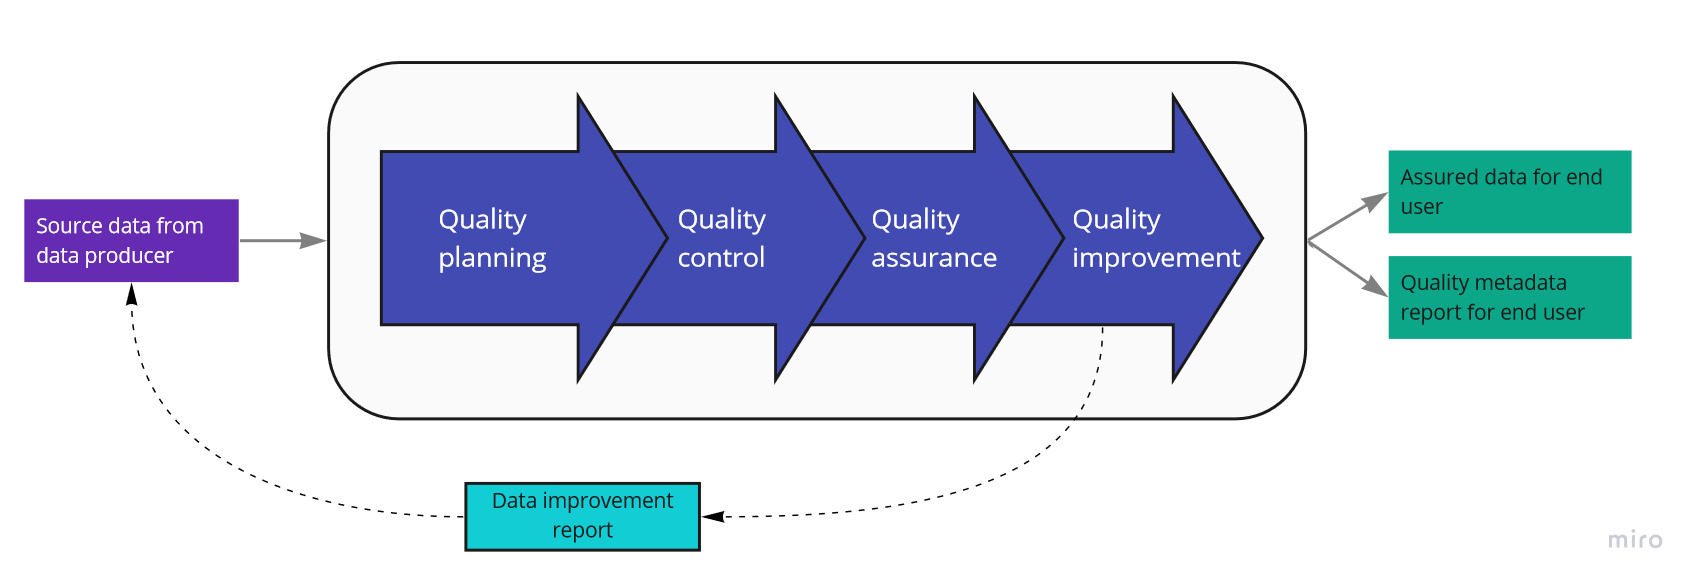 Source data from
data producer
Quality
planning
Quality
control
Quality
assurance
Quality
improvement
Assured data for end
user
Quality metadata
report for end user
Data improvement
report
miro